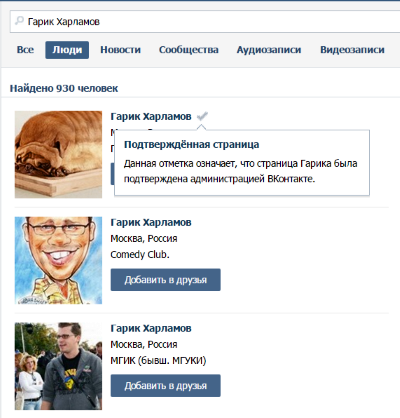 Гарик Харламов
Все Люди Новости Сообщества Аудиозаписи Видеозаписи
Найдено 930 человек
Гарик Харламов
Подтверждённая страница
Данная отметка означает, что страница Гарика была
подтверждена администрацией ВКонтакте.
Гарик Харламов
Москва, Россия
Comedy Club.
Добавить в друзья
Гарик Харламов
Москва, Россия
МГИК (бывш. МГУКИ)
Добавить в друзья